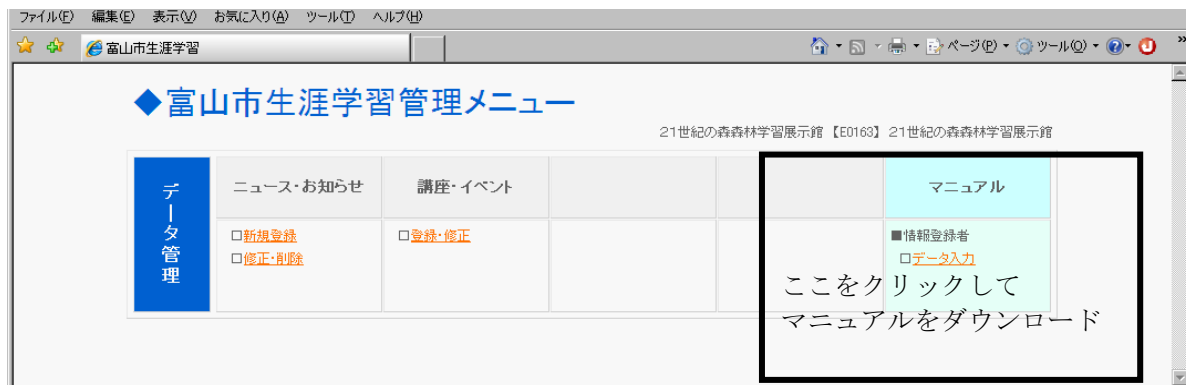 ファイル(F) 編集(E) 表示(V) お気に入り(A) ツール(T) ヘルプ(H)
富山市生涯学習
ページ(P) ツール(O)
◆富山市生涯学習管理メニュー
21世紀の森森林学習展示館 【E0163】 21世紀の森森林学習展示館
データ管理
ニュース・お知らせ 講座・イベント マニュアル
□新規登録 □登録・修正 ■情報登録者
□修正・削除 □データ入力
ここをクリックして
マニュアルをダウンロード